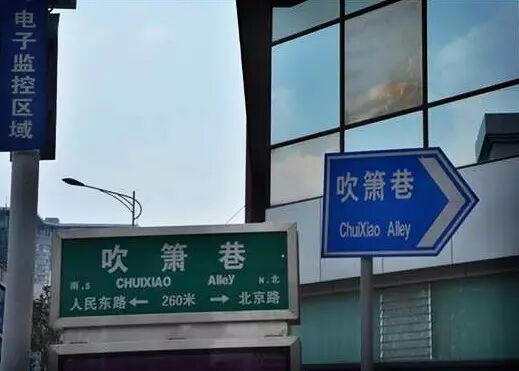 电子监控区域
吹箫巷
ChuiXiao Alley
吹箫巷
南.S CHUIXIAO Alley N.北
人民东路← 260米 →北京路